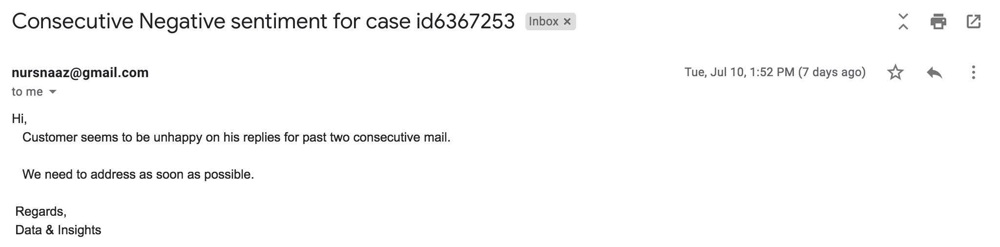 Consecutive Negative sentiment for case id6367253 Inbox ×
nursnaaz@gmail.com Tue, Jul 10, 1:52 PM (7 days ago)
to me
Hi,
Customer seems to be unhappy on his replies for past two consecutive mail.
We need to address as soon as possible.
Regards,
Data & Insights